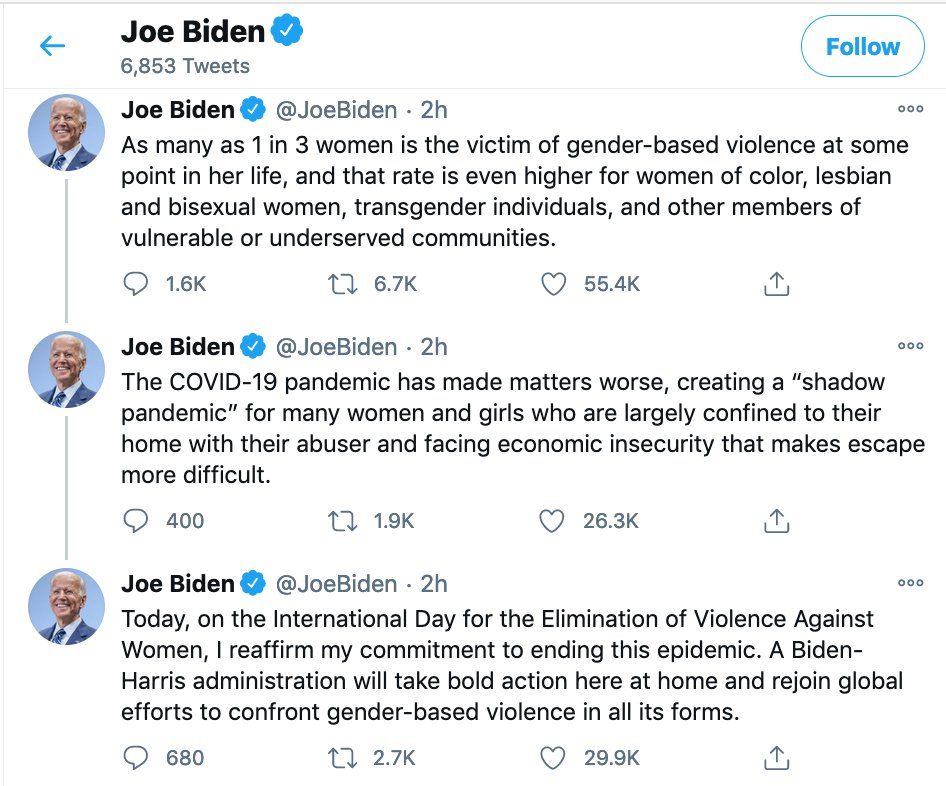 Joe Biden
6,853 Tweets
Follow
Joe Biden @JoeBiden · 2h
As many as 1 in 3 women is the victim of gender-based violence at some
point in her life, and that rate is even higher for women of color, lesbian
and bisexual women, transgender individuals, and other members of
vulnerable or underserved communities.
1.6K 6.7K 55.4K
Joe Biden @JoeBiden · 2h
The COVID-19 pandemic has made matters worse, creating a “shadow
pandemic” for many women and girls who are largely confined to their
home with their abuser and facing economic insecurity that makes escape
more difficult.
400 1.9K 26.3K
Joe Biden @JoeBiden · 2h
Today, on the International Day for the Elimination of Violence Against
Women, I reaffirm my commitment to ending this epidemic. A Biden-
Harris administration will take bold action here at home and rejoin global
efforts to confront gender-based violence in all its forms.
680 2.7K 29.9K